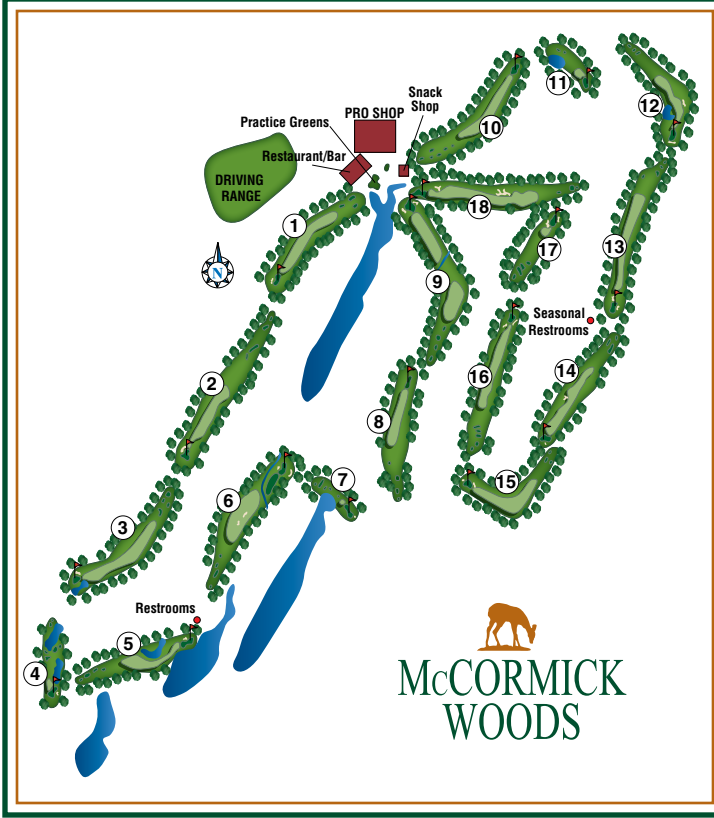 Snack
Shop
PRO SHOP
Practice Greens
Restaurant/Bar
DRIVING
RANGE
N
1
2
3
4
5
6
7
8
9
10
11
12
13
14
15
16
17
18
Seasonal
Restrooms
Restrooms
McCORMICK
WOODS